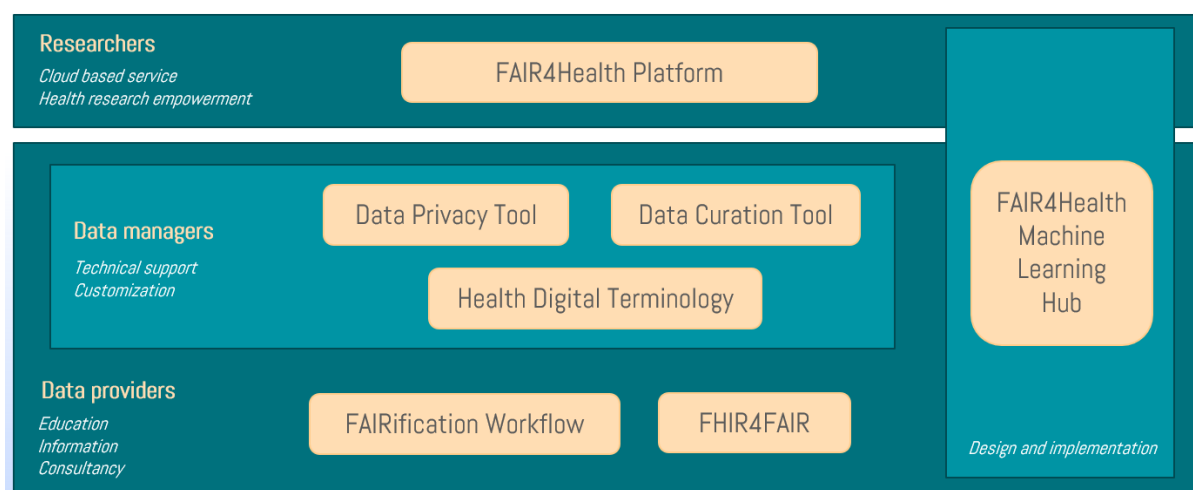 Researchers
Cloud based service
Health research empowerment
FAIR4Health Platform
Data managers
Technical support
Customization
Data Privacy Tool
Data Curation Tool
Health Digital Terminology
Data providers
Education
Information
Consultancy
FAIRification Workflow
FHIR4FAIR
FAIR4Health
Machine
Learning
Hub
Design and implementation